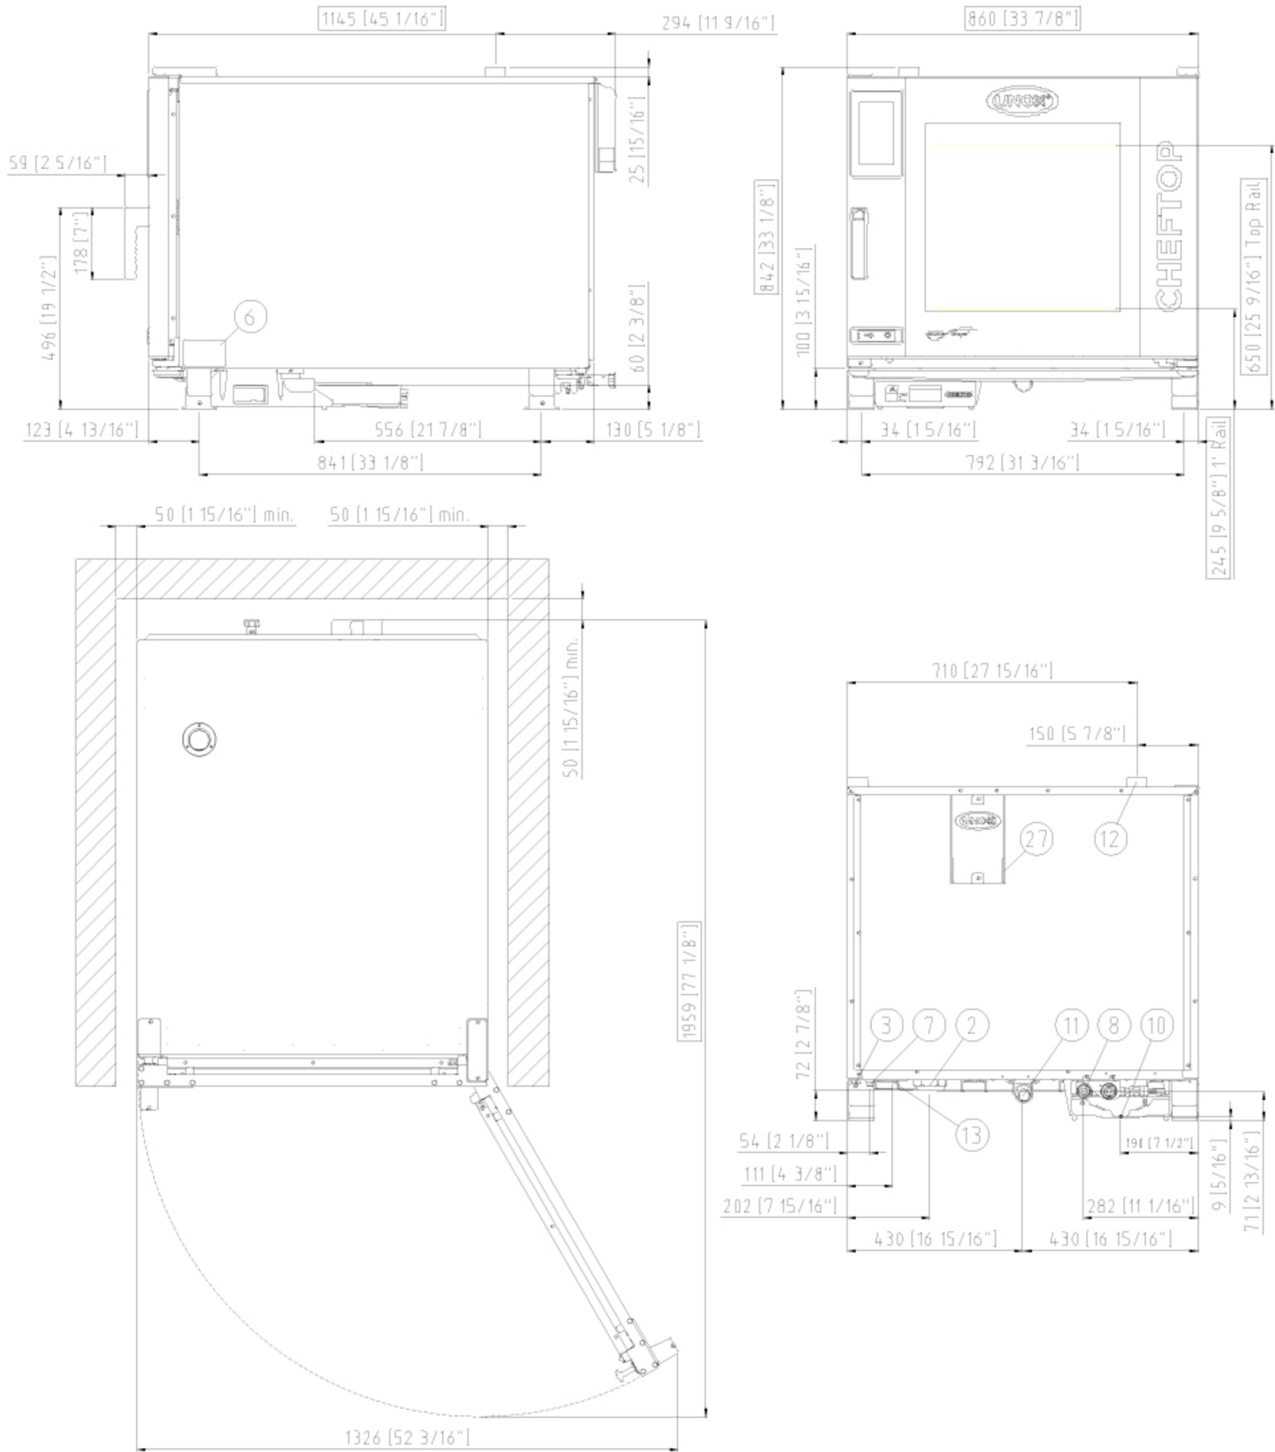 1145 [45 1/16"]
294 [11 9/16"]
860 [33 7/8"]
59 [2 5/16"]
178 [7"]
496 [19 1/2"]
25 [15/16"]
60 [2 3/8"]
6
123 [4 13/16"]
556 [21 7/8"]
130 [5 1/8"]
841 [33 1/8"]
UNOX
CHEFTOP
842 [33 1/8"]
100 [3 15/16"]
650 [25 9/16"] Top Rail
34 [1 5/16"]
34 [1 5/16"]
792 [31 3/16"]
245 [9 5/8"] 1' Rail
50 [1 15/16"] min.
50 [1 15/16"] min.
50 [1 15/16"] min.
1959 [77 1/8"]
1326 [52 3/16"]
710 [27 15/16"]
150 [5 7/8"]
UNOX
27
12
3
7
2
11
8
10
13
72 [2 7/8"]
54 [2 1/8"]
111 [4 3/8"]
202 [7 15/16"]
430 [16 15/16"]
430 [16 15/16"]
282 [11 1/16"]
9 [5/16"]
71 [2 13/16"]